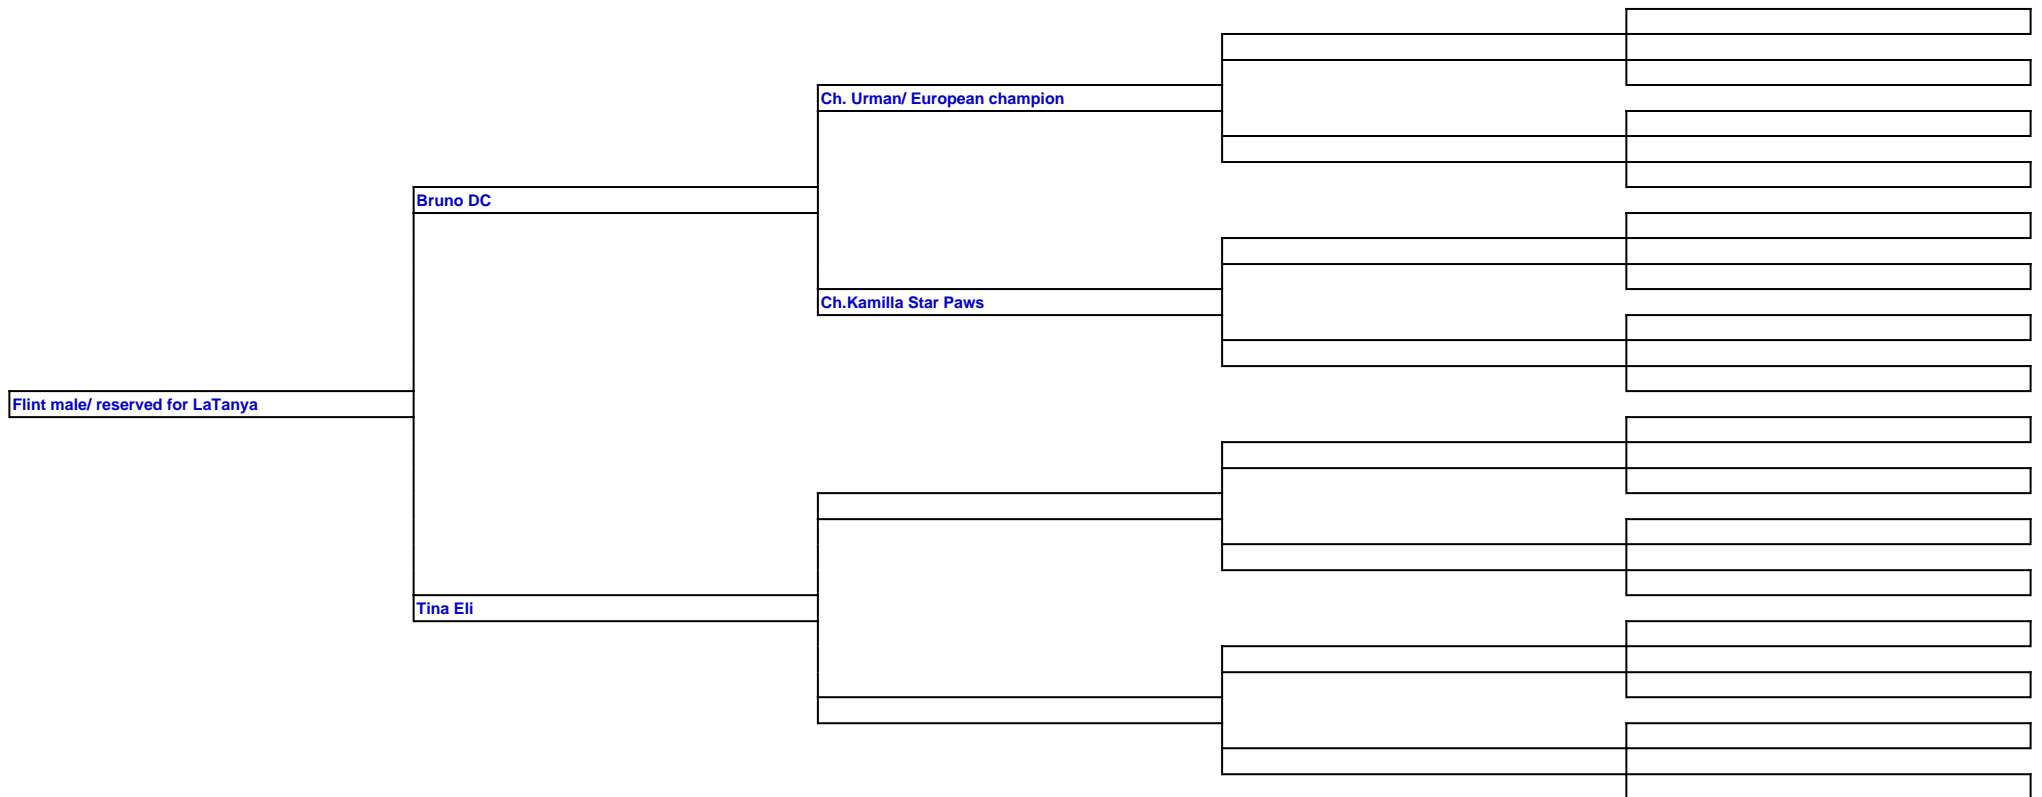 Ch. Urman/ European champion
Bruno DC
Ch.Kamilla Star Paws
Flint male/ reserved for LaTanya
Tina Eli